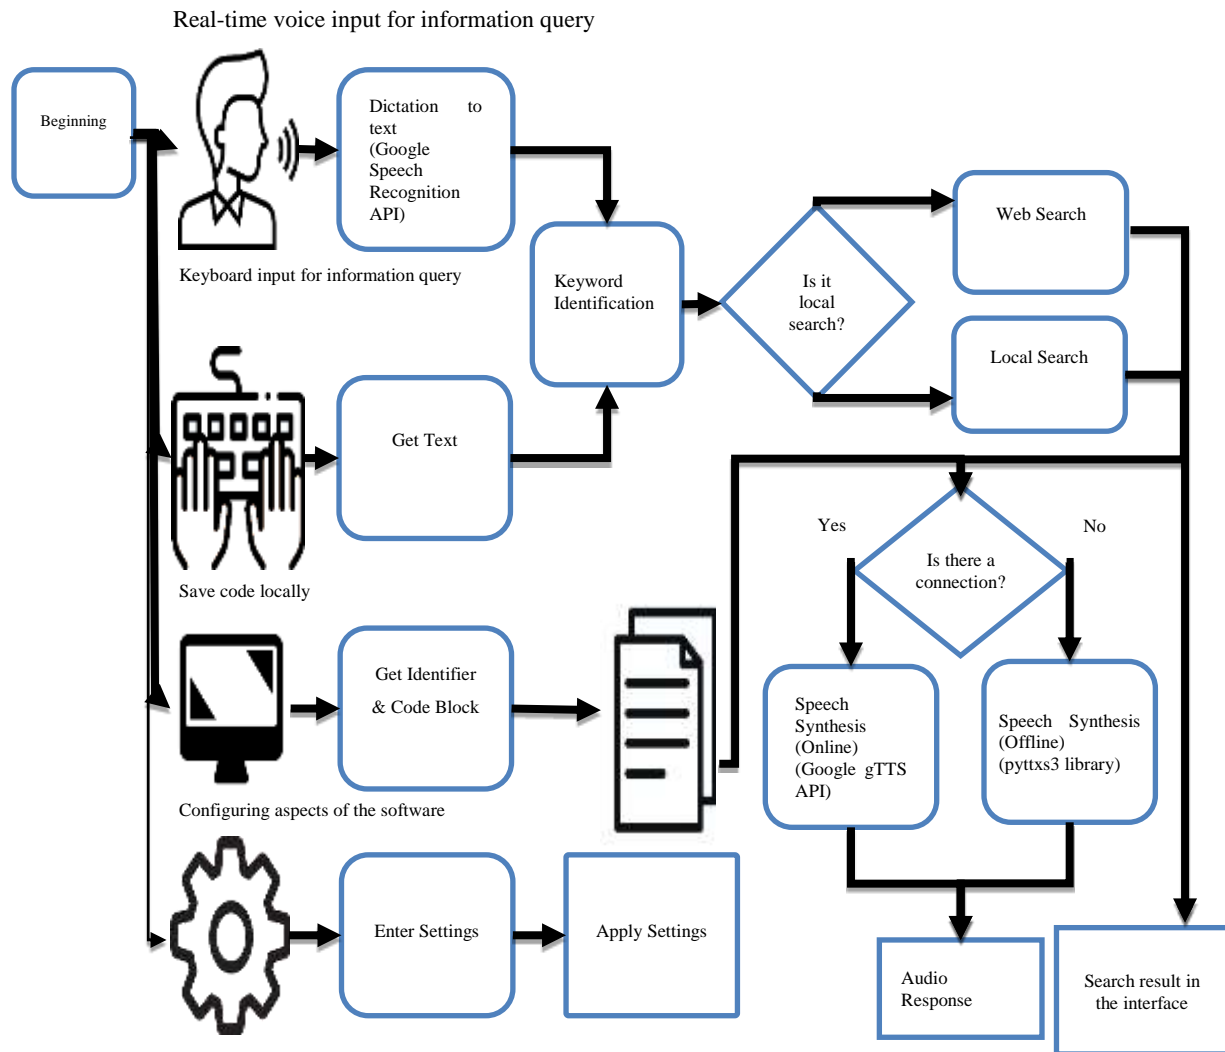 Real-time voice input for information query
Beginning
Dictation to
text
(Google
Speech
Recognition
API)
Keyboard input for information query
Keyword
Identification
Is it
local
search?
Web Search
Local Search
Get Text
Save code locally
Yes
No
Is there a
connection?
Get Identifier
& Code Block
Speech
Synthesis
(Online)
(Google gTTS
API)
Speech Synthesis
(Offline)
(pyttxs3 library)
Configuring aspects of the software
Enter Settings
Apply Settings
Audio
Response
Search result in
the interface